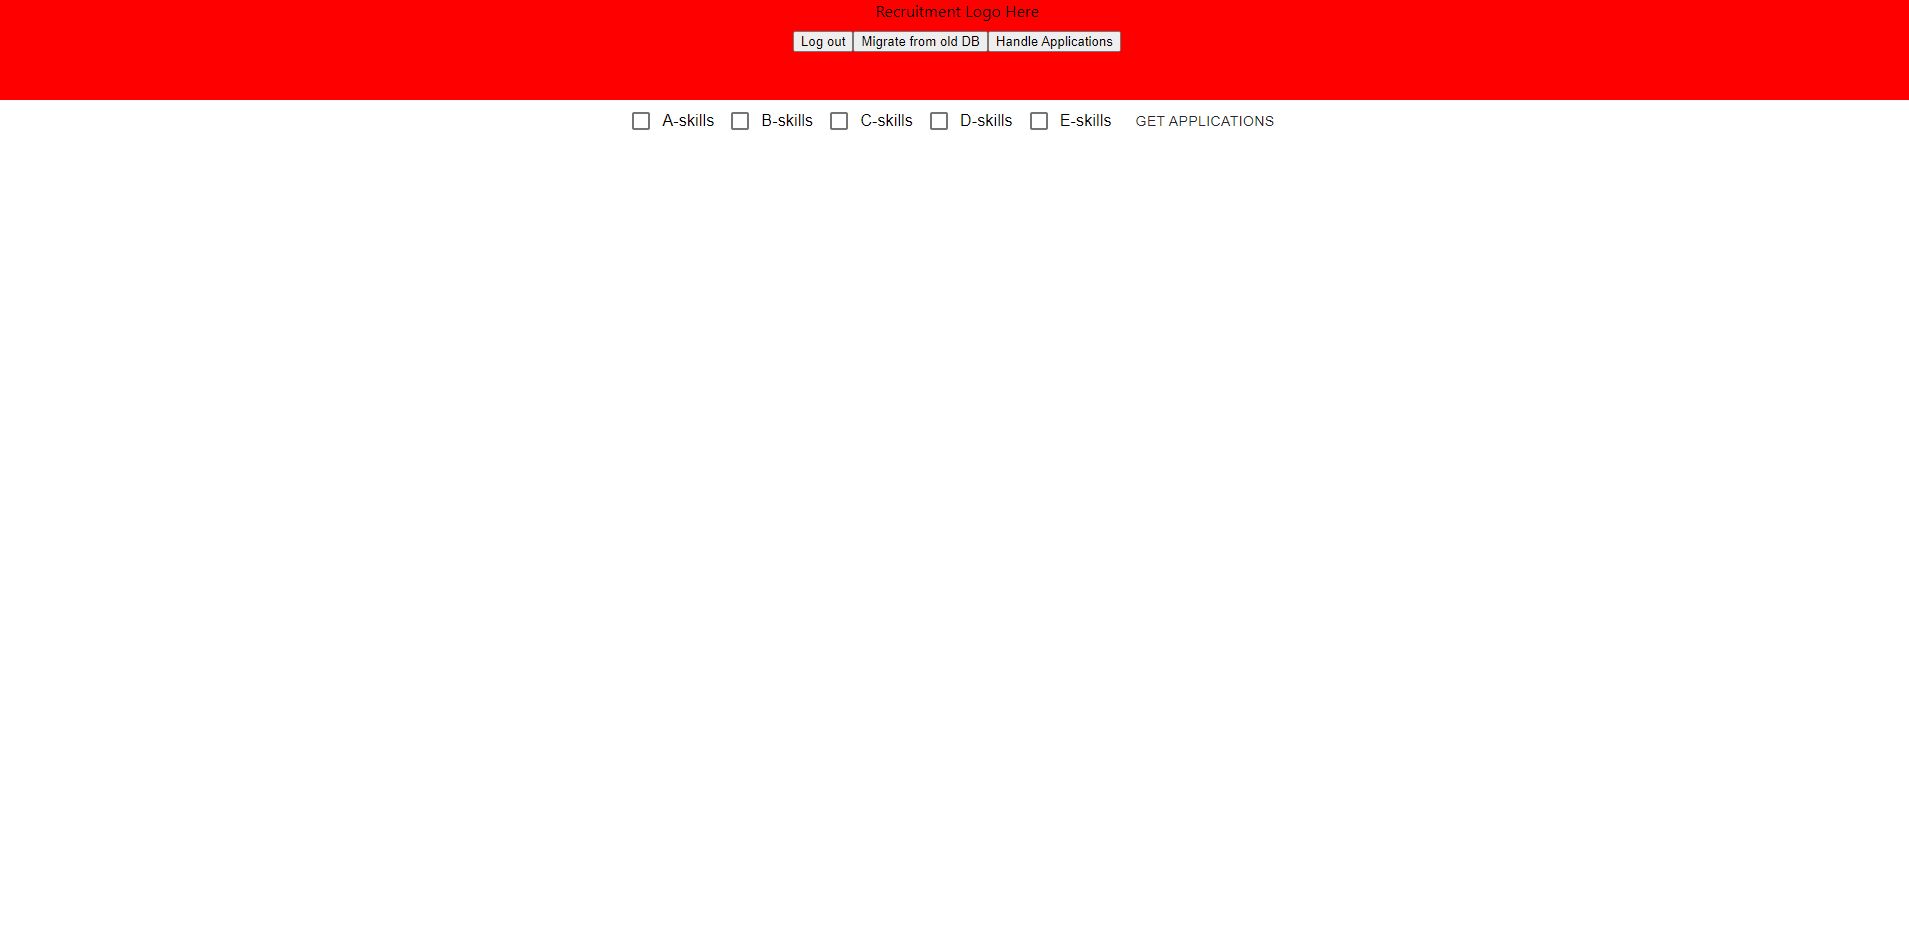 Recruitment Logo Here
Log out Migrate from old DB Handle Applications
A-skills B-skills C-skills D-skills E-skills GET APPLICATIONS